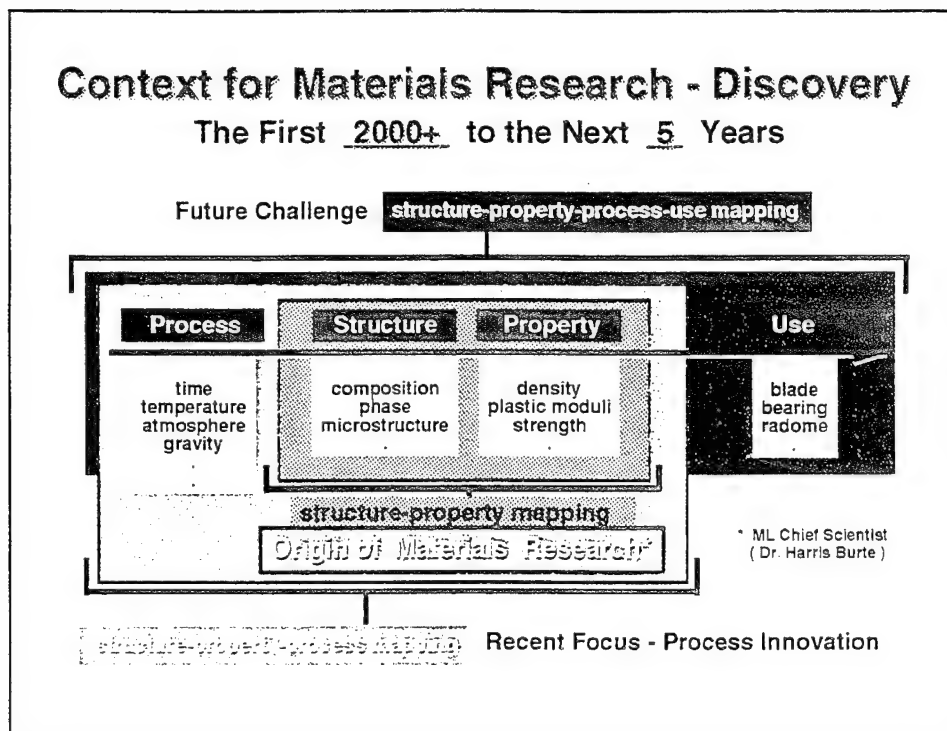 Context for Materials Research - Discovery
The First 2000+ to the Next 5 Years
Future Challenge structure-property-process-use mapping
Process Structure Property Use
time composition density blade
temperature phase plastic moduli bearing
atmosphere microstructure strength radome
gravity
structure-property mapping
Origin of Materials Research*
* ML Chief Scientist
( Dr. Harris Burte )
structure-property-process mapping Recent Focus - Process Innovation